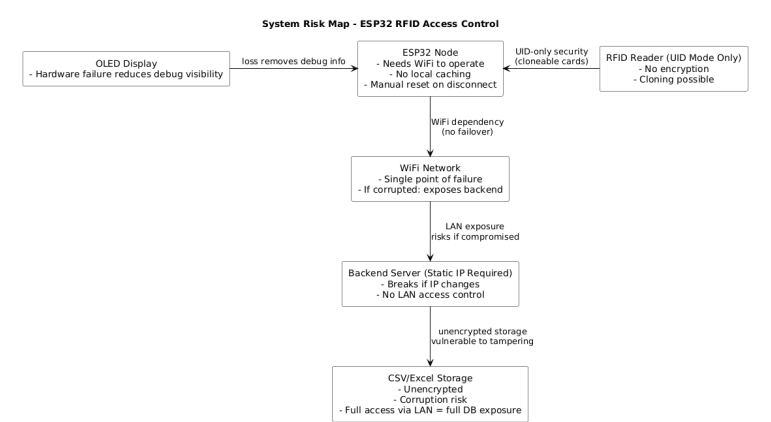 System Risk Map - ESP32 RFID Access Control
OLED Display
- Hardware failure reduces debug visibility
loss removes debug info
ESP32 Node
- Needs WiFi to operate
- No local caching
- Manual reset on disconnect
UID-only security
(cloneable cards)
RFID Reader (UID Mode Only)
- No encryption
- Cloning possible
WiFi dependency
(no failover)
WiFi Network
- Single point of failure
- If corrupted: exposes backend
LAN exposure
risks if compromised
Backend Server (Static IP Required)
- Breaks if IP changes
- No LAN access control
unencrypted storage
vulnerable to tampering
CSV/Excel Storage
- Unencrypted
- Corruption risk
- Full access via LAN = full DB exposure